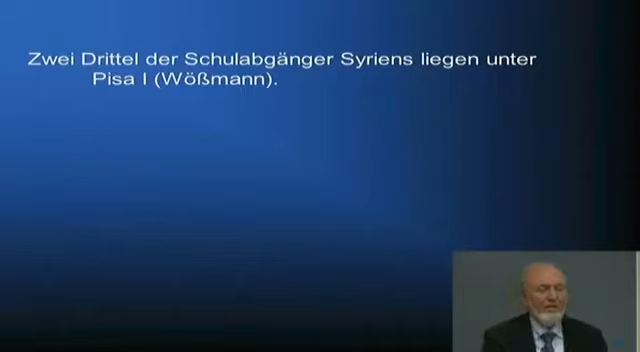 Zwei Drittel der Schulabgänger Syriens liegen unter
Pisa I (Wößmann).